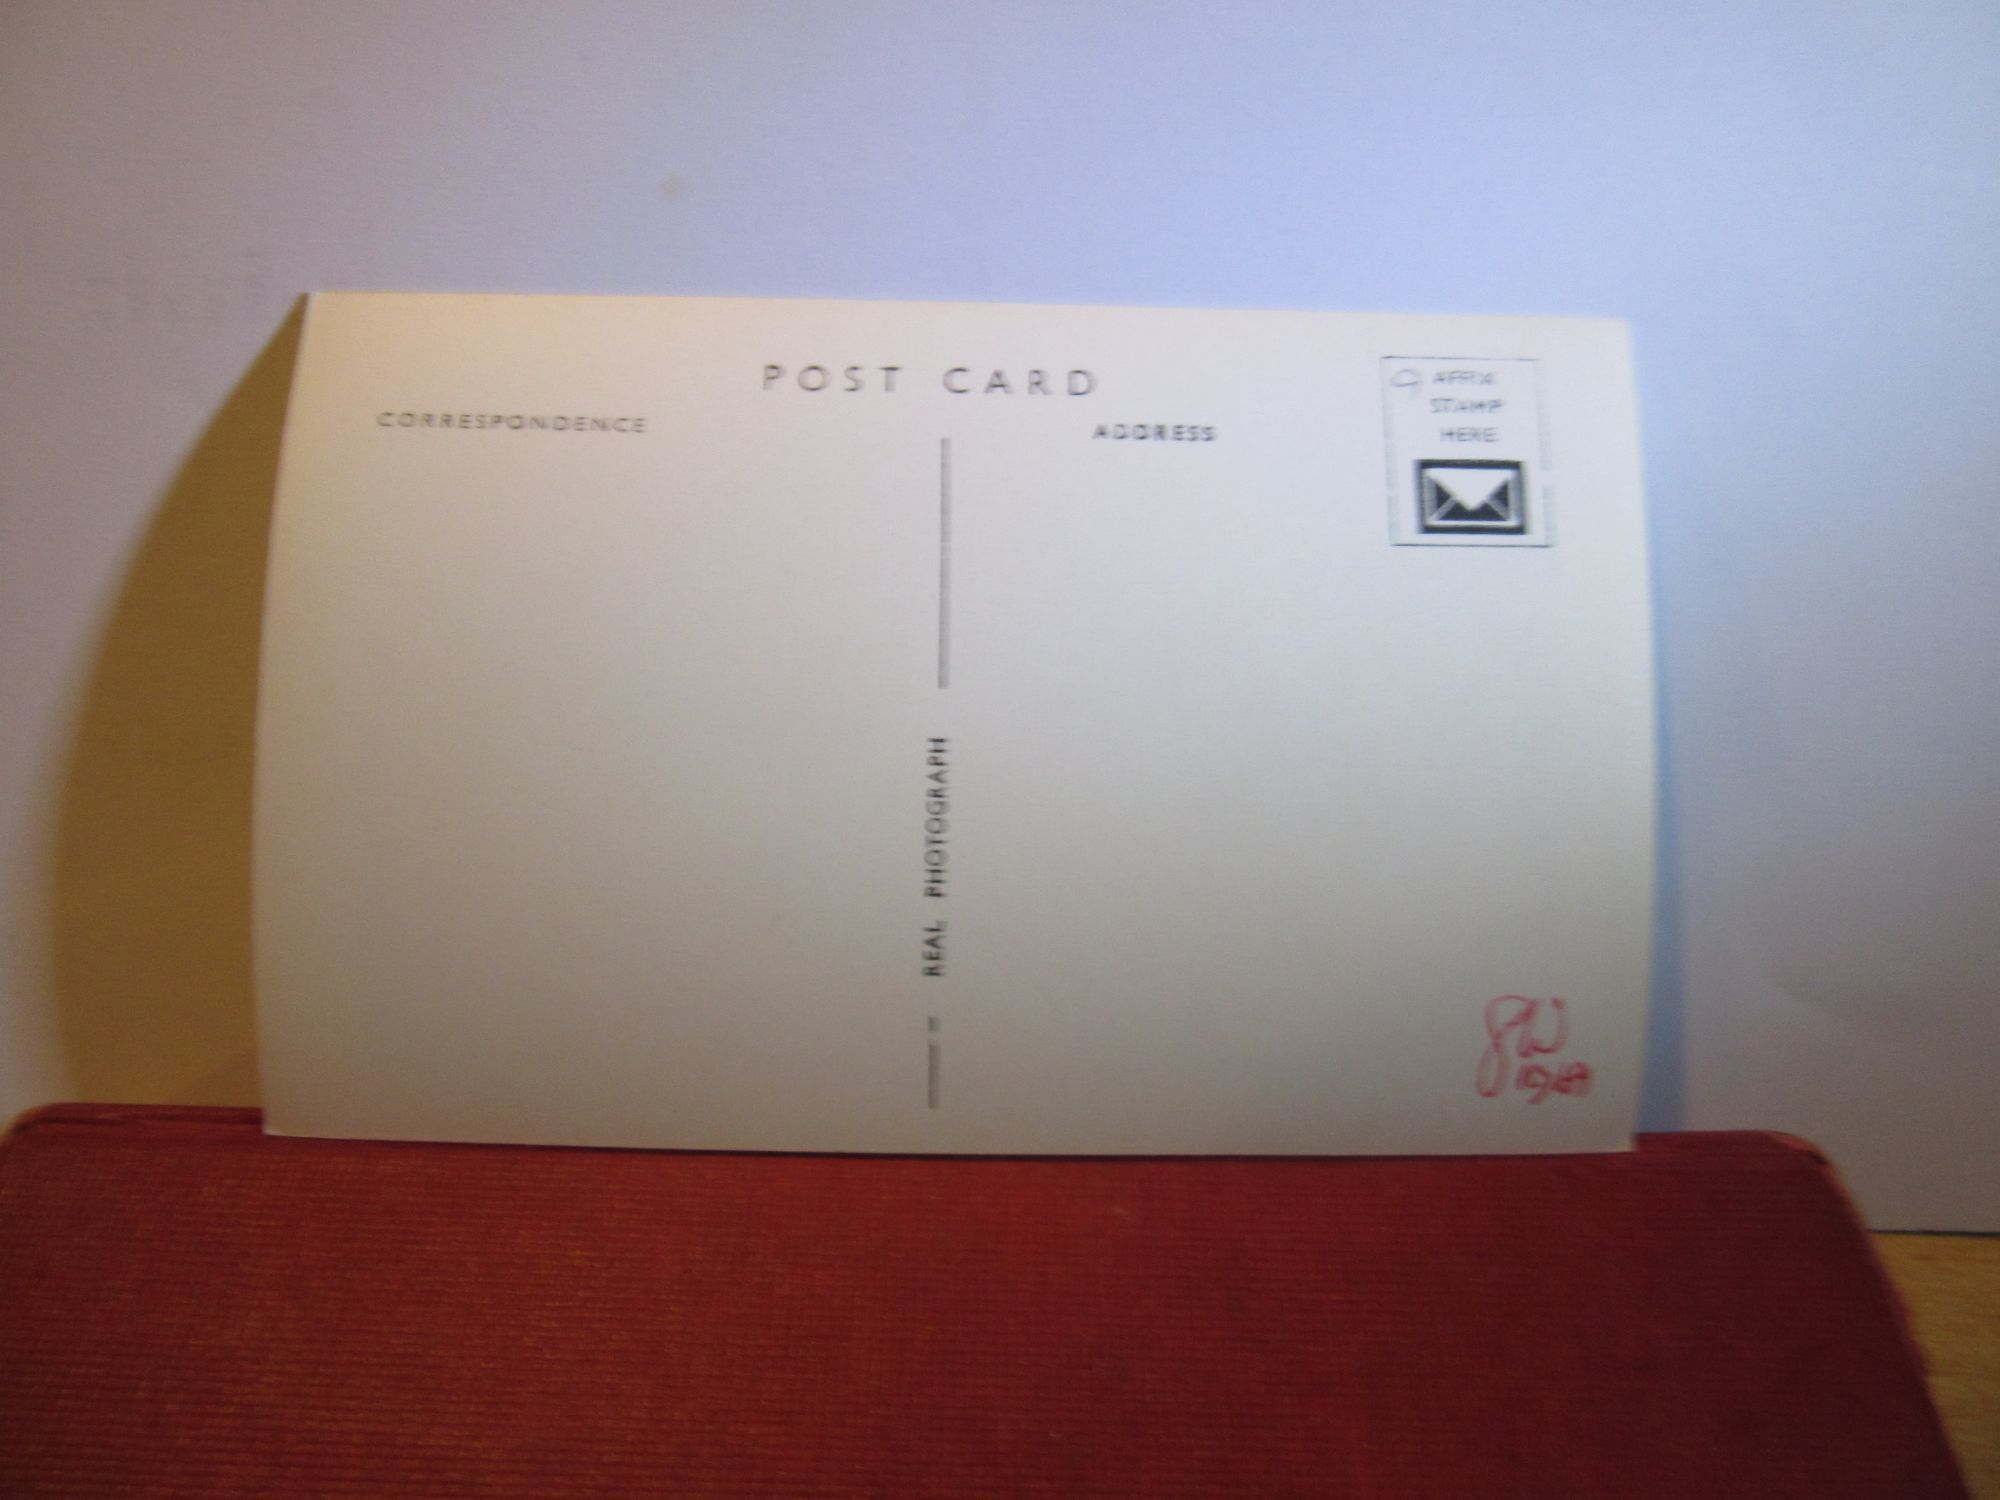 POST CARD
CORRESPONDENCE
ADDRESS
AFFIX
STAMP
HERE
REAL PHOTOGRAPH